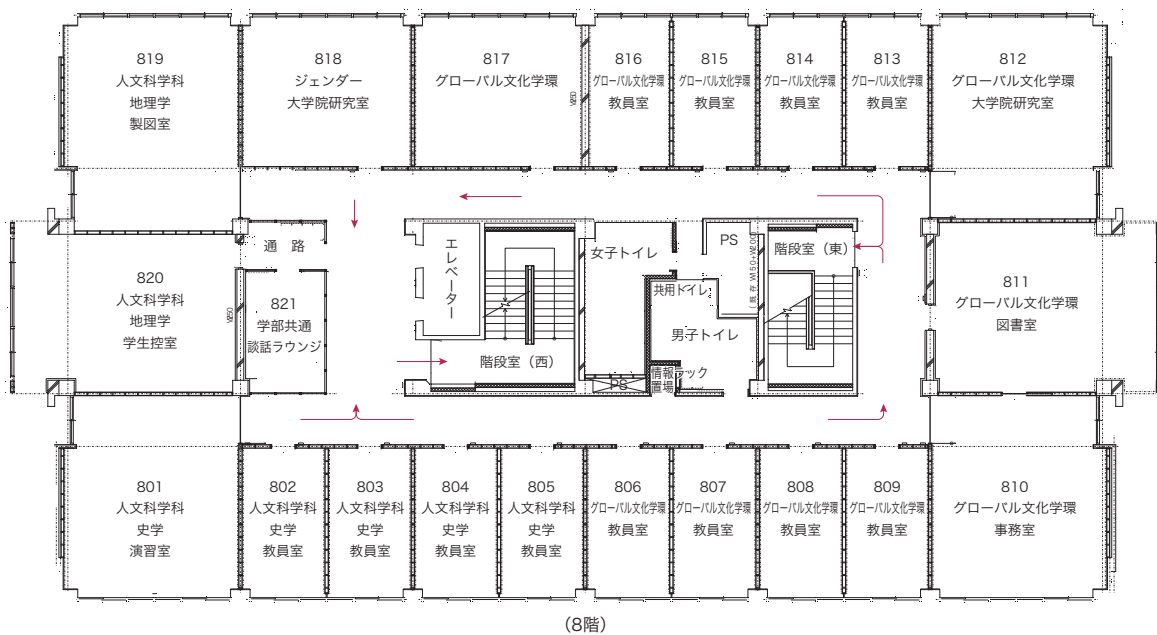 819
人文科学科
地理学
製図室
818
ジェンダー
大学院研究室
817
グローバル文化学環
816
グローバル文化学環
教員室
815
グローバル文化学環
教員室
814
グローバル文化学環
教員室
813
グローバル文化学環
教員室
812
グローバル文化学環
大学院研究室
通 路
エレベーター
女子トイレ
PS
(既存W150+W200)
階段室（東）
820
人文科学科
地理学
学生控室
821
学部共通
談話ラウンジ
共用トイレ
男子トイレ
811
グローバル文化学環
図書室
階段室（西）
PS
情報ラック
置場
801
人文科学科
史学
演習室
802
人文科学科
史学
教員室
803
人文科学科
史学
教員室
804
人文科学科
史学
教員室
805
人文科学科
史学
教員室
806
グローバル文化学環
教員室
807
グローバル文化学環
教員室
808
グローバル文化学環
教員室
809
グローバル文化学環
教員室
810
グローバル文化学環
事務室
(8階)